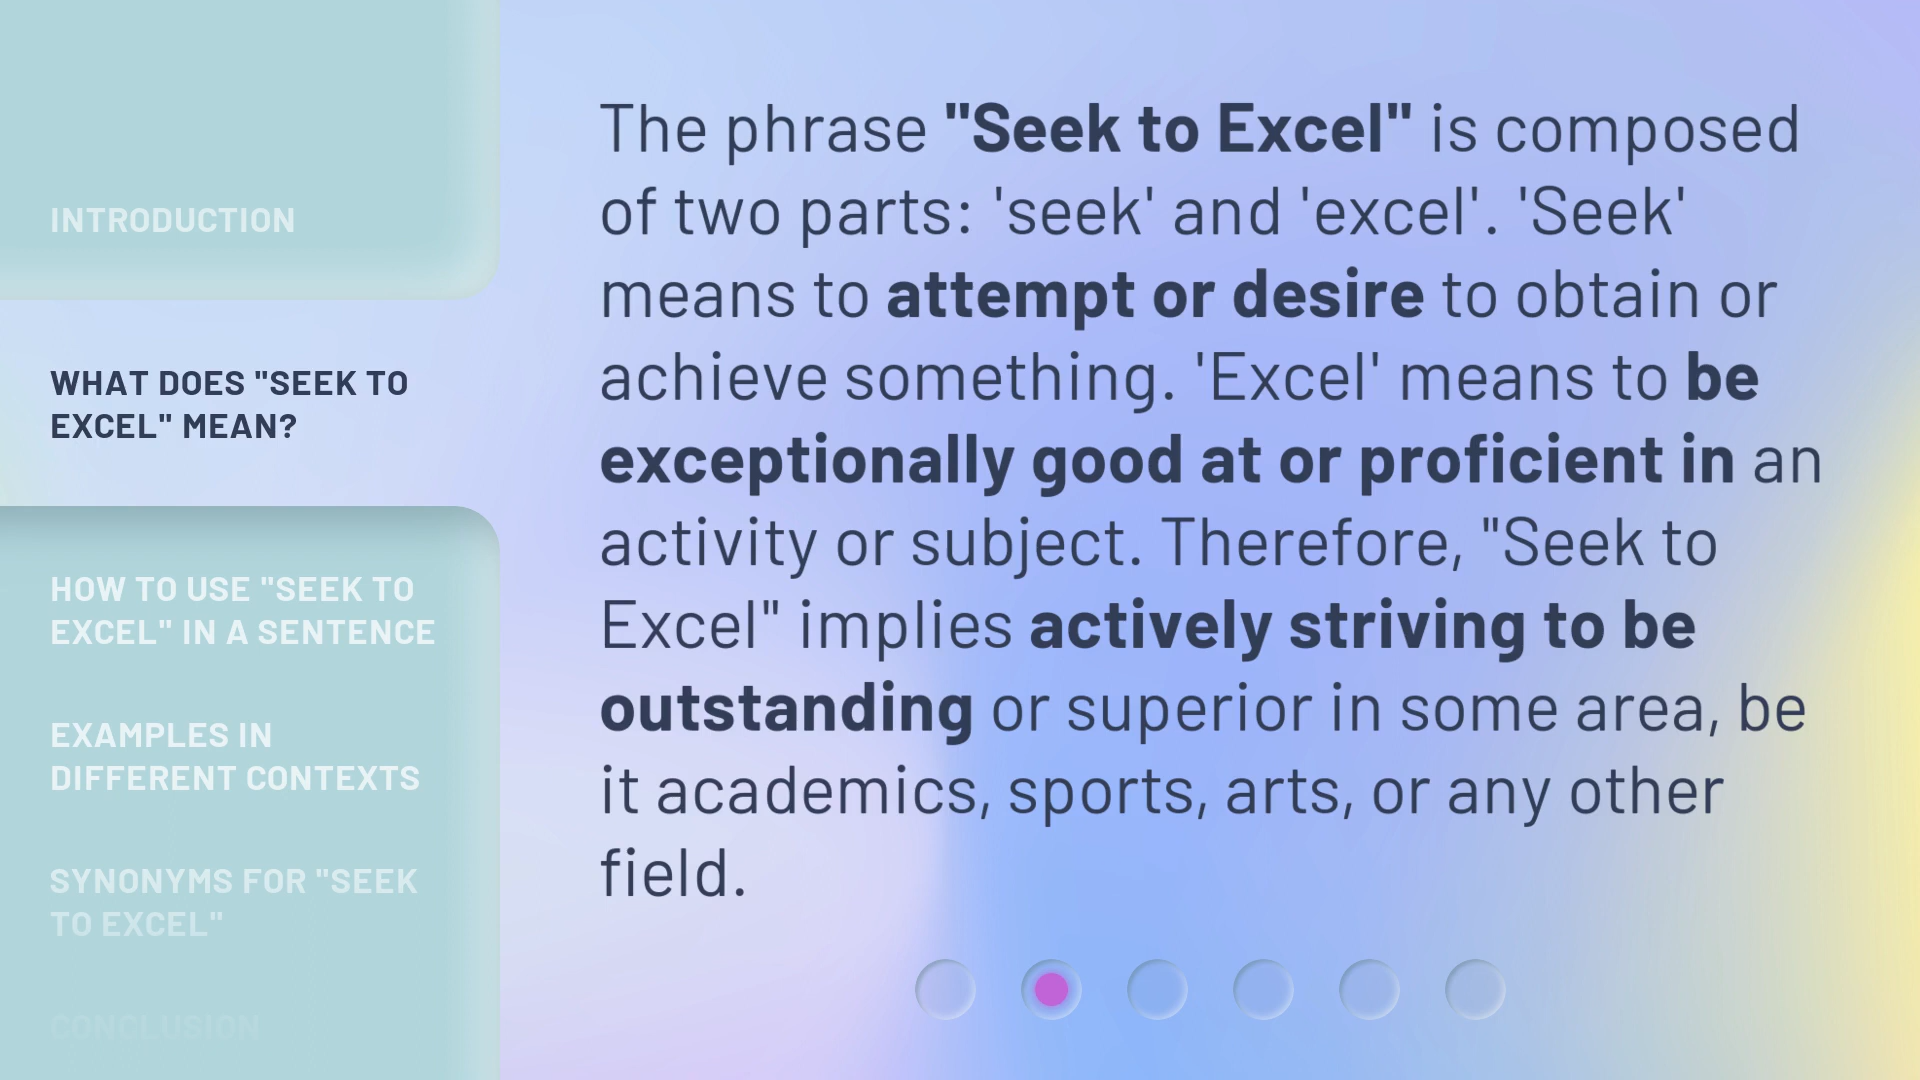 INTRODUCTION
WHAT DOES "SEEK TO
EXCEL" MEAN?
HOW TO USE "SEEK TO
EXCEL" IN A SENTENCE
EXAMPLES IN
DIFFERENT CONTEXTS
SYNONYMS FOR "SEEK
TO EXCEL"
CONCLUSION
The phrase "Seek to Excel" is composed
of two parts: 'seek' and 'excel'. 'Seek'
means to attempt or desire to obtain or
achieve something. 'Excel' means to be
exceptionally good at or proficient in an
activity or subject. Therefore, "Seek to
Excel" implies actively striving to be
outstanding or superior in some area, be
it academics, sports, arts, or any other
field.